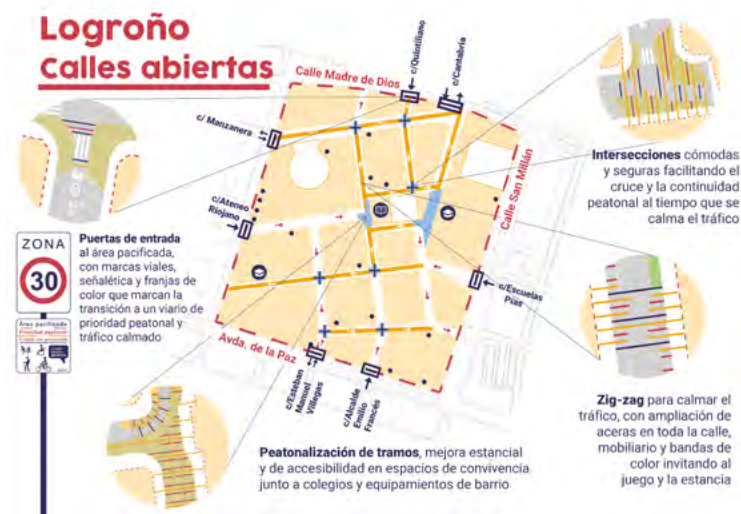 Logroño
Calles abiertas
Calle Madre de Dios
c/Quintiliano
c/Cantabria
c/ Manzanera
c/Ateneo
Riojano
Calle San Millán
c/Escuelas
Pías
Avda. de la Paz
c/Esteban
Manuel
Villegas
c/Alcalde
Emilio
Francés
ZONA
30
Área pacificada
Prioridad peatonal
Puertas de entrada
al área pacificada,
con marcas viales,
señalética y franjas de
color que marcan la
transición a un viario de
prioridad peatonal y
tráfico calmado
Intersecciones cómodas
y seguras facilitando el
cruce y la continuidad
peatonal al tiempo que se
calma el tráfico
Zig-zag para calmar el
tráfico, con ampliación de
aceras en toda la calle,
mobiliario y bandas de
color invitando al
juego y la estancia
Peatonalización de tramos, mejora estancial
y de accesibilidad en espacios de convivencia
junto a colegios y equipamientos de barrio